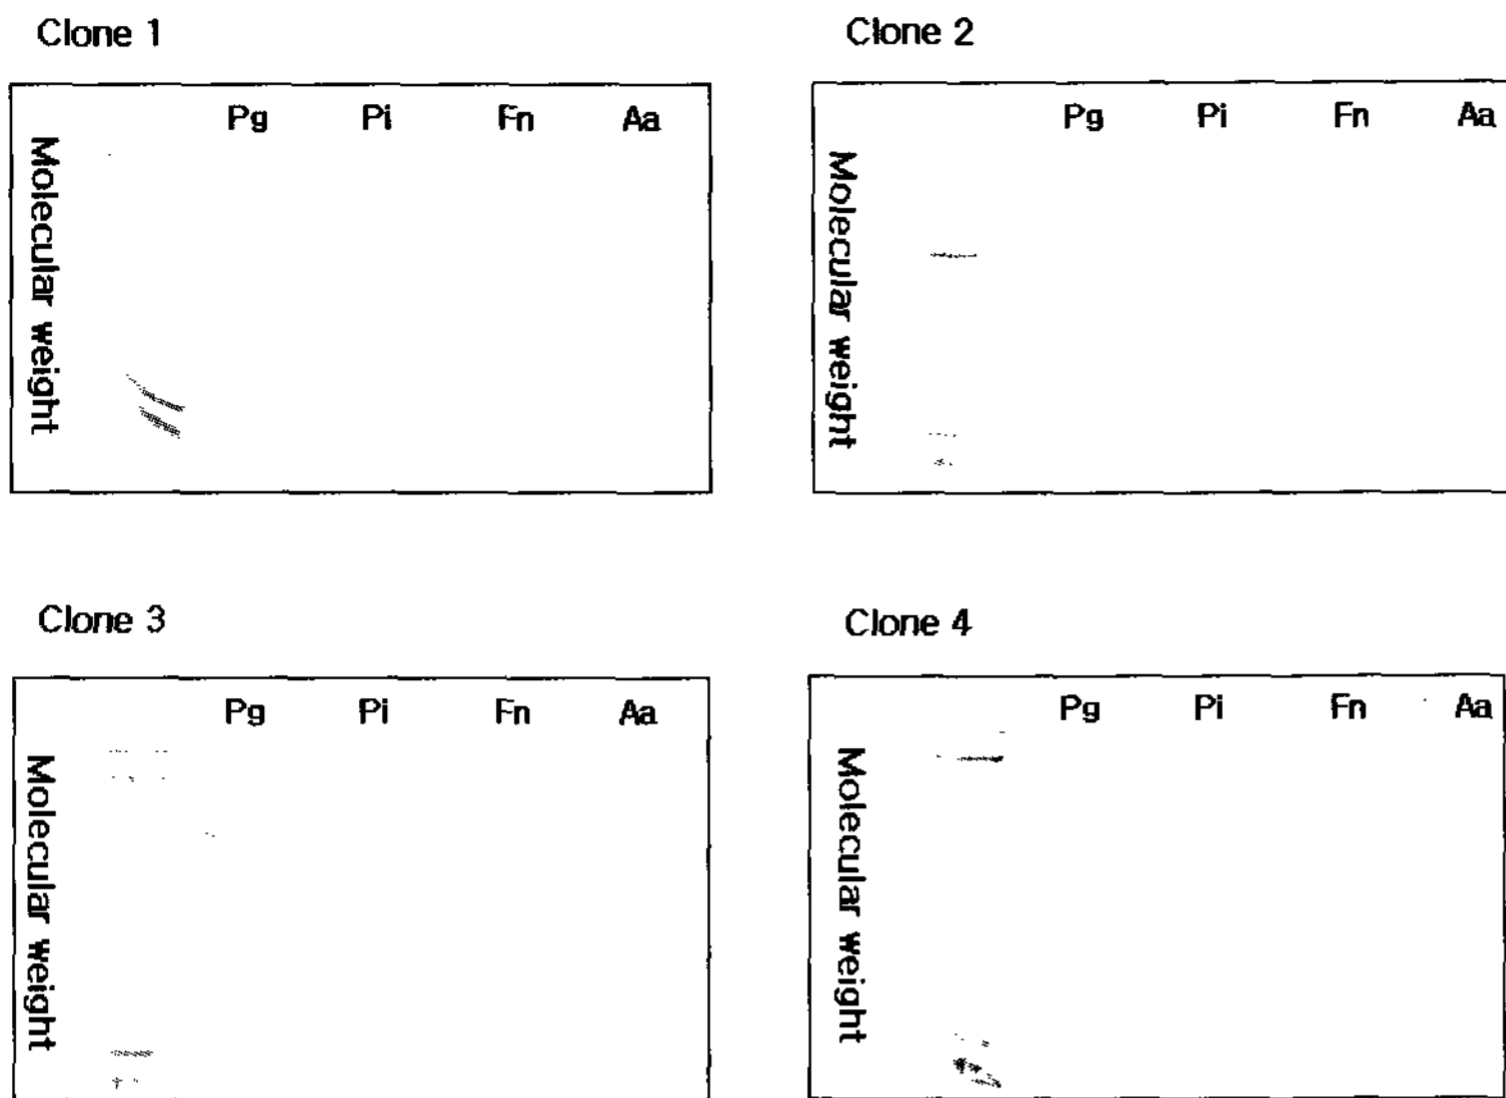 Clone 1
Pg Pi Fn Aa
Molecular weight
Clone 2
Pg Pi Fn Aa
Molecular weight
Clone 3
Pg Pi Fn Aa
Molecular weight
Clone 4
Pg Pi Fn Aa
Molecular weight